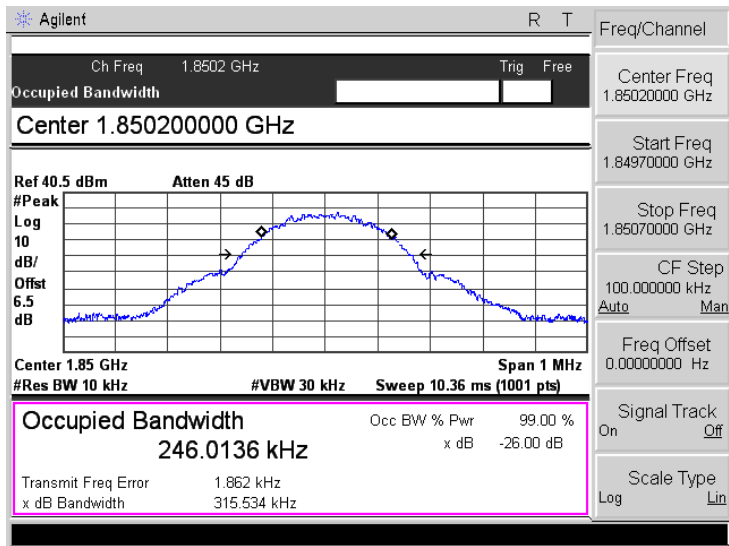 Agilent R T
Ch Freq 1.8502 GHz Trig Free
Occupied Bandwidth
Center 1.850200000 GHz
Ref 40.5 dBm Atten 45 dB
#Peak
Log
10
dB/
Offst
6.5
dB
Center 1.85 GHz Span 1 MHz
#Res BW 10 kHz #VBW 30 kHz Sweep 10.36 ms (1001 pts)
Occupied Bandwidth Occ BW % Pwr 99.00 %
246.0136 kHz x dB -26.00 dB
Transmit Freq Error 1.862 kHz
x dB Bandwidth 315.534 kHz
Freq/Channel
Center Freq
1.85020000 GHz
Start Freq
1.84970000 GHz
Stop Freq
1.85070000 GHz
CF Step
100.000000 kHz
Auto Man
Freq Offset
0.00000000 Hz
Signal Track
On Off
Scale Type
Log Lin